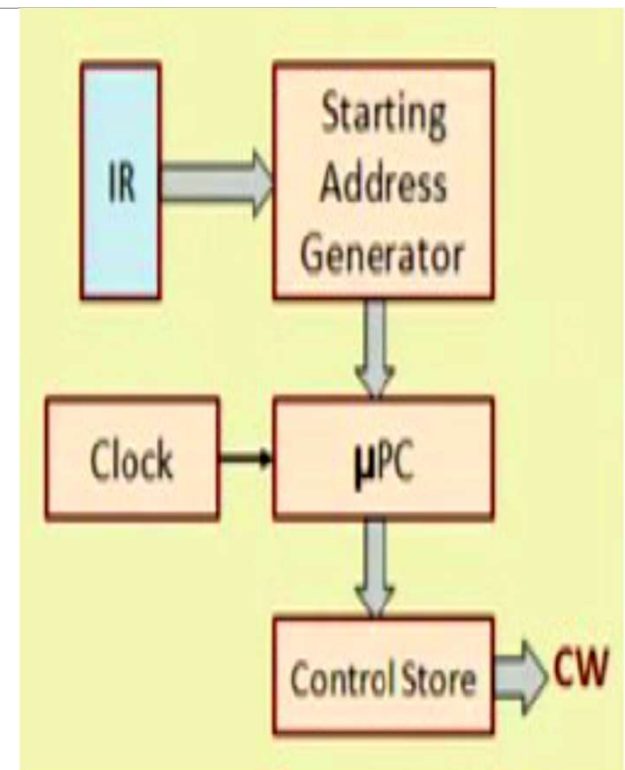 IR
Starting
Address
Generator
Clock
µPC
Control Store
CW